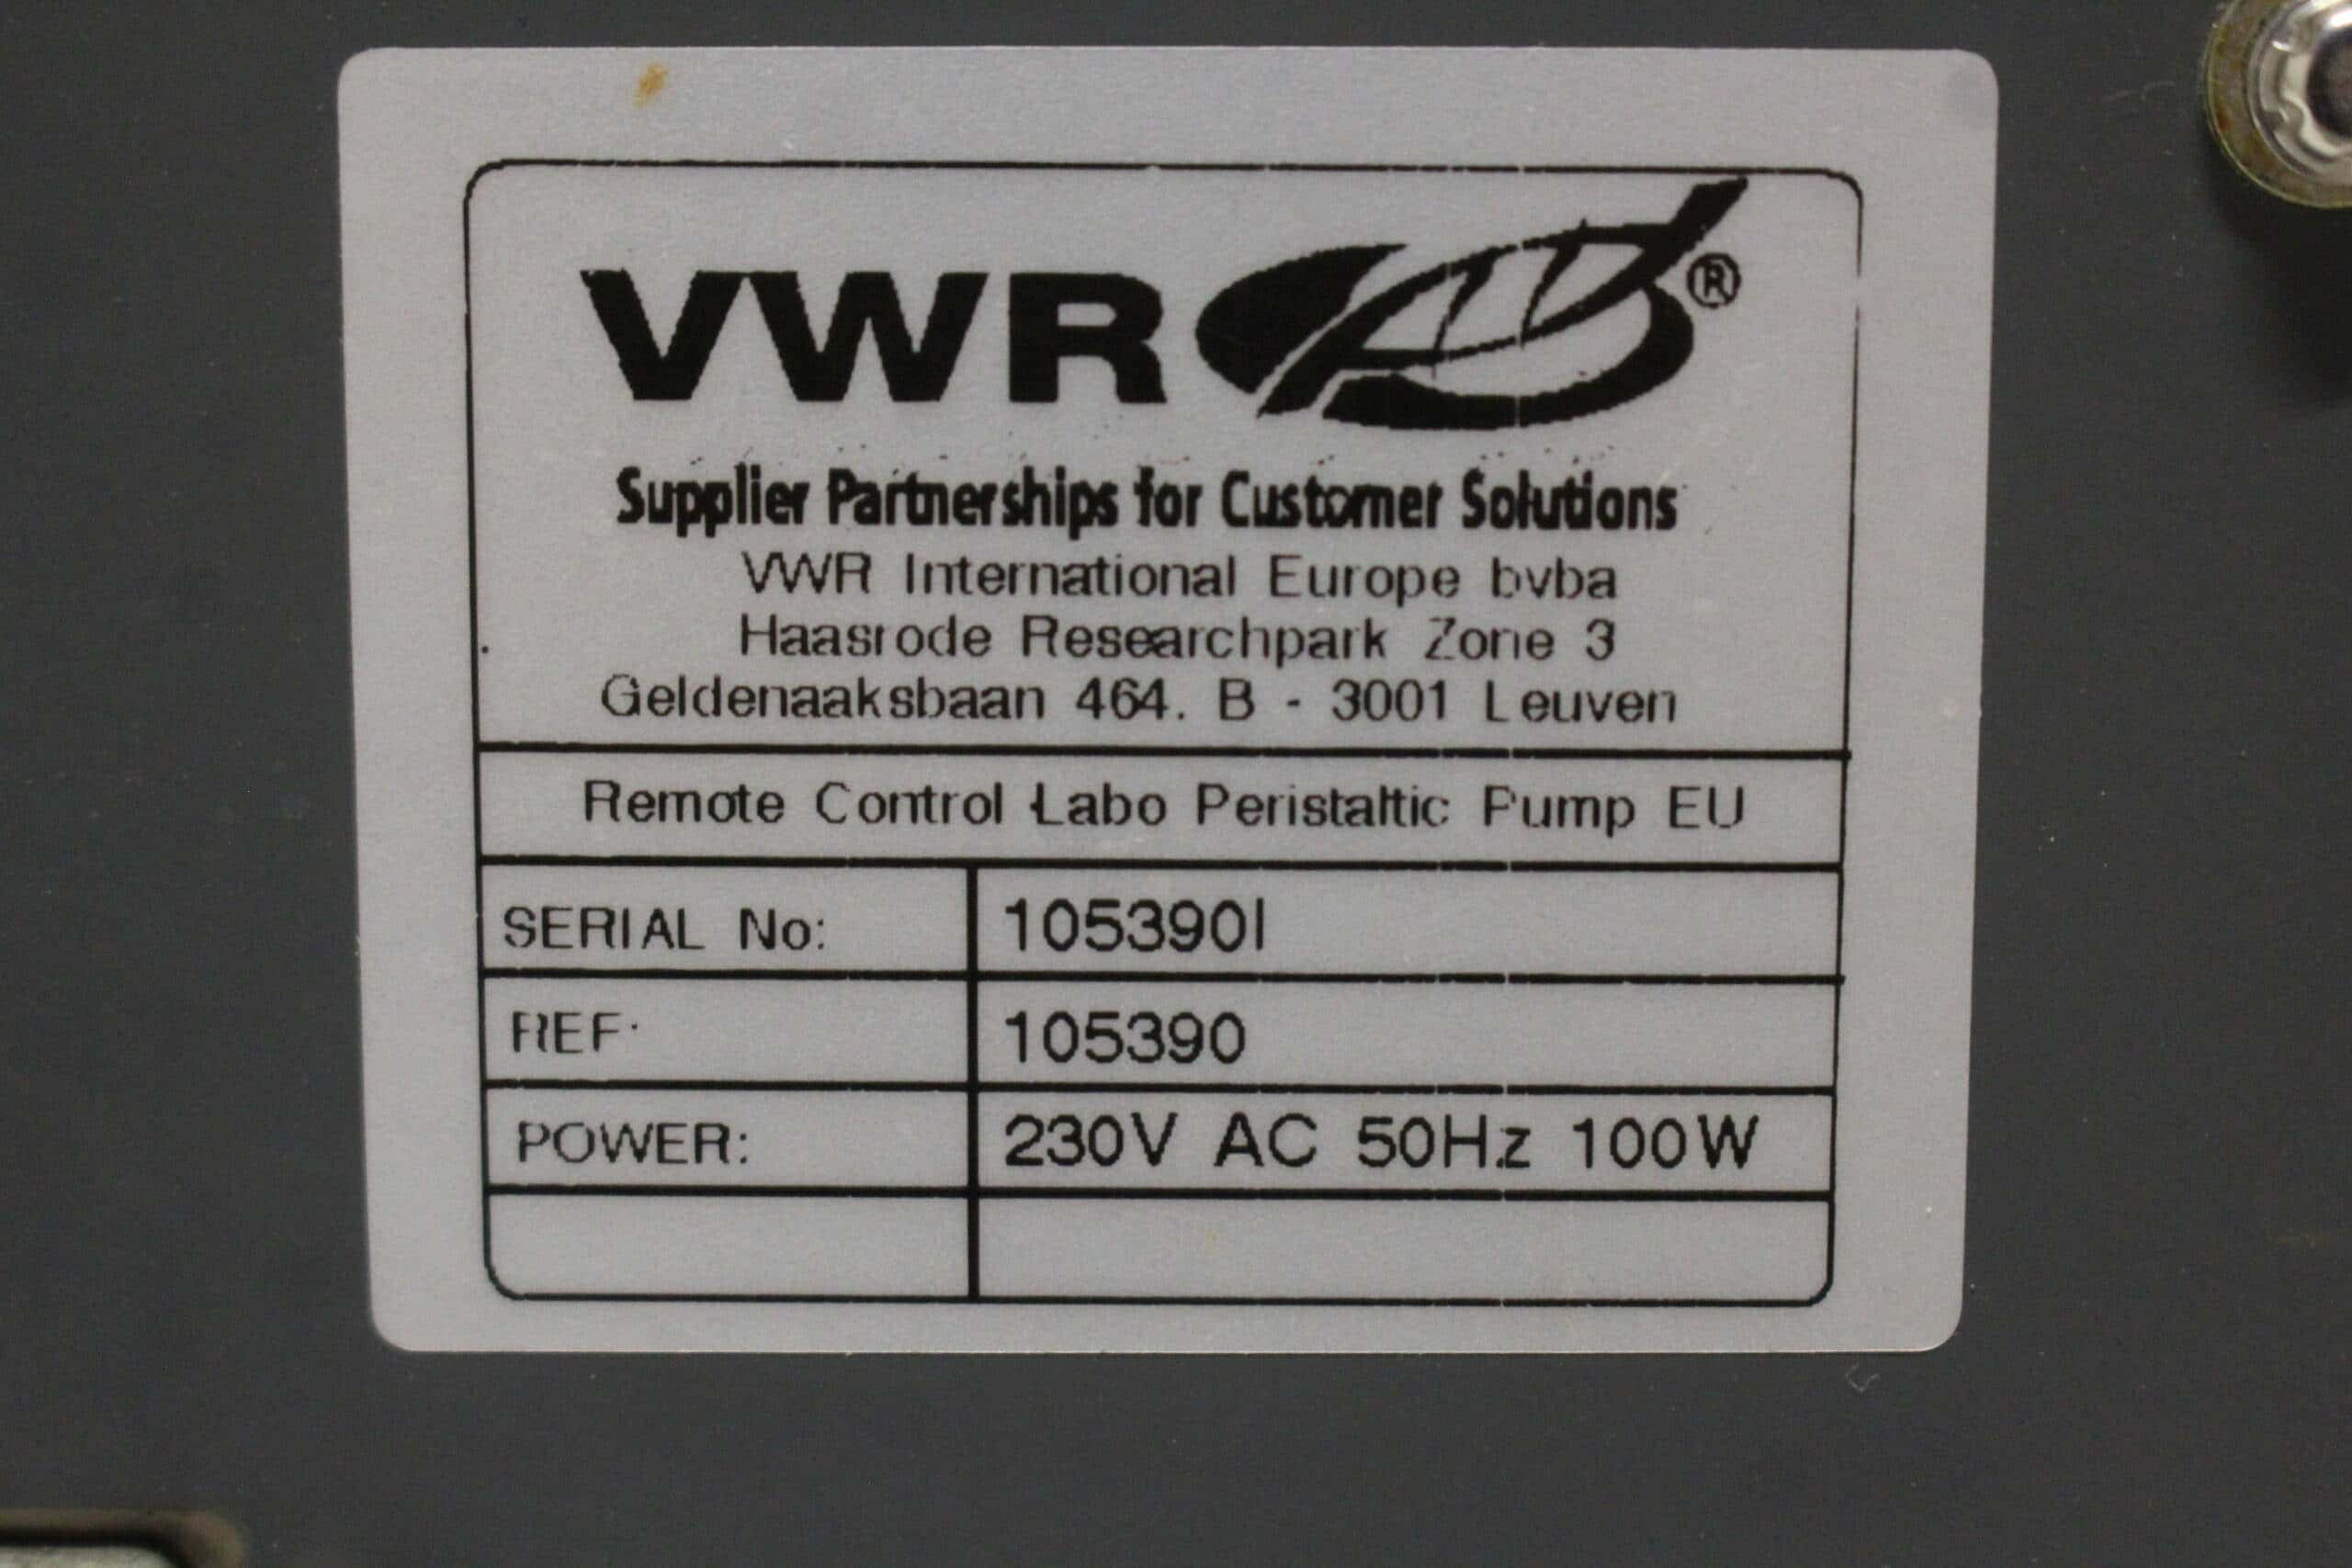 VWR®
Supplier Partnerships for Customer Solutions
VWR International Europe bvba
Haasrode Researchpark Zone 3
Geldenaaksbaan 464. B - 3001 Leuven
Remote Control Labo Peristaltic Pump EU
SERIAL No: 105390I
REF: 105390
POWER: 230V AC 50Hz 100W